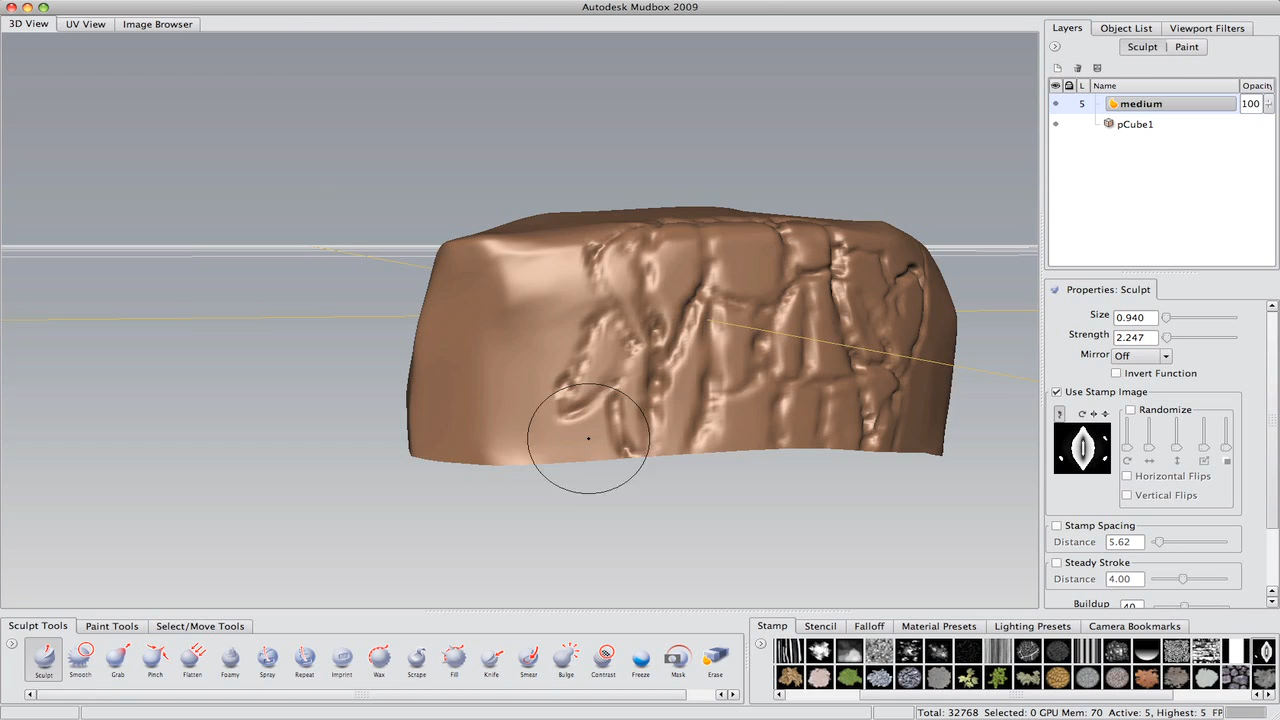 Autodesk Mudbox 2009
3D View UV View Image Browser
Layers Object List Viewport Filters
Sculpt Paint
L Name Opacity
5 medium 100
pCube1
Properties: Sculpt
Size 0.940
Strength 2.247
Mirror Off
Invert Function
Use Stamp Image
Randomize
Horizontal Flips
Vertical Flips
Stamp Spacing
Distance 5.62
Steady Stroke
Distance 4.00
Buildup 40
Sculpt Tools Paint Tools Select/Move Tools
Stamp Stencil Falloff Material Presets Lighting Presets Camera Bookmarks
Sculpt Smooth Grab Pinch Flatten Foamy Spray Repeat Imprint Wax Scrape Fill Knife Smear Bulge Contrast Freeze Mask Erase
Total: 32768 Selected: 0 GPU Mem: 70 Active: 5, Highest: 5 FP